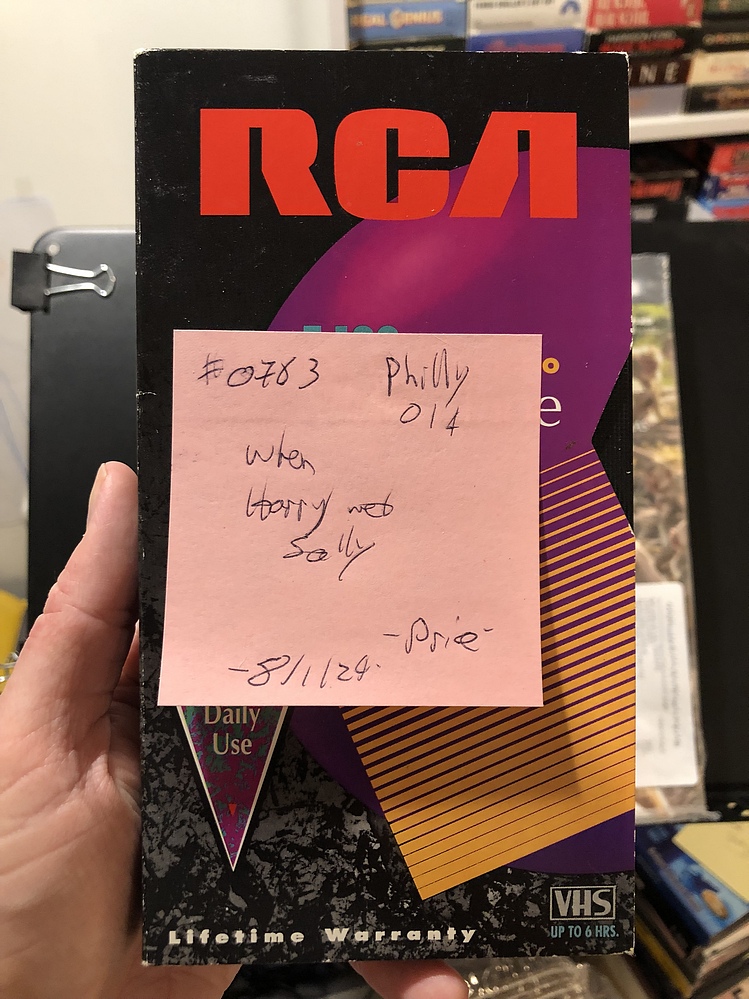 RCA
#0783
Philly
014
When
Harry met
Sally
-Price-
-8/1/24-
e
Daily
Use
Lifetime Warranty
VHS
UP TO 6 HRS.